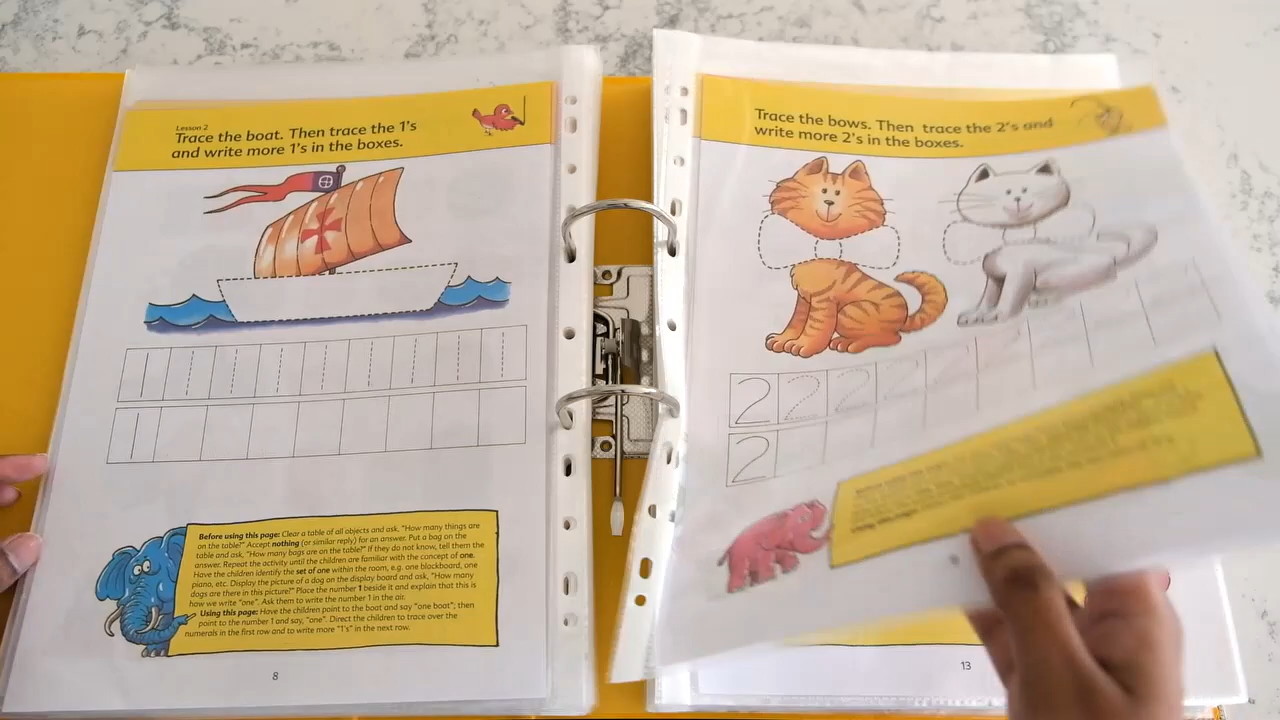 Lesson 2
Trace the boat. Then trace the 1's
and write more 1's in the boxes.
1
1
Before using this page: Clear a table of all objects and ask, "How many things are
on the table?" Accept nothing (or similar reply) for an answer. Put a bag on the
table and ask, "How many bags are on the table?" If they do not know, tell them the
answer. Repeat the activity until the children are familiar with the concept of one.
Have the children identify the set of one within the room, e.g. one blackboard, one
piano, etc. Display the picture of a dog on the display board and ask, "How many
dogs are there in this picture?" Place the number 1 beside it and explain that this is
how we write "one". Ask them to write the number 1 in the air.
Using this page: Have the children point to the boat and say "one boat"; then
point to the number 1 and say, "one". Direct the children to trace over the
numerals in the first row and to write more "1's" in the next row.
8
Trace the bows. Then trace the 2's and
write more 2's in the boxes.
2 2 2 2
2
13